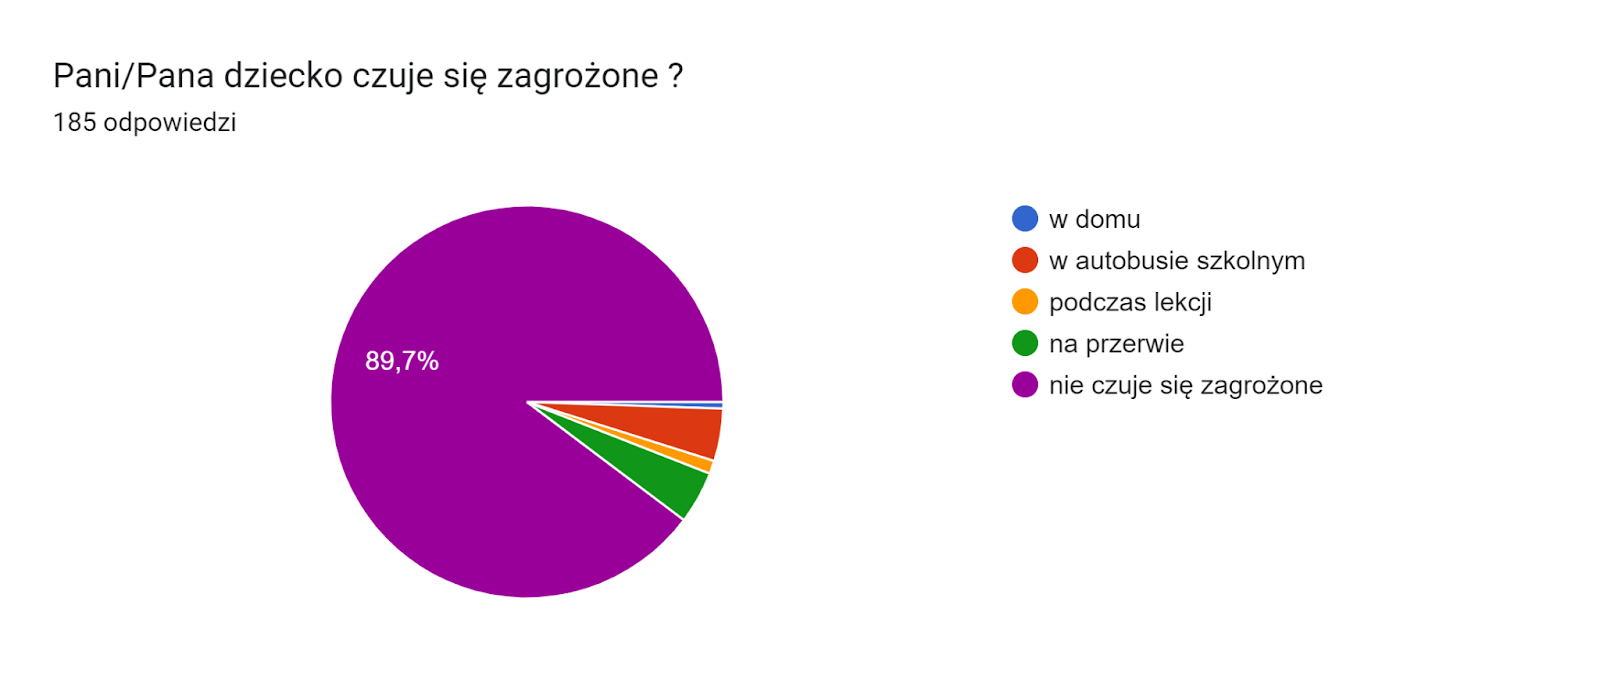 Pani/Pana dziecko czuje się zagrożone ?
185 odpowiedzi
89,7%
w domu
w autobusie szkolnym
podczas lekcji
na przerwie
nie czuje się zagrożone